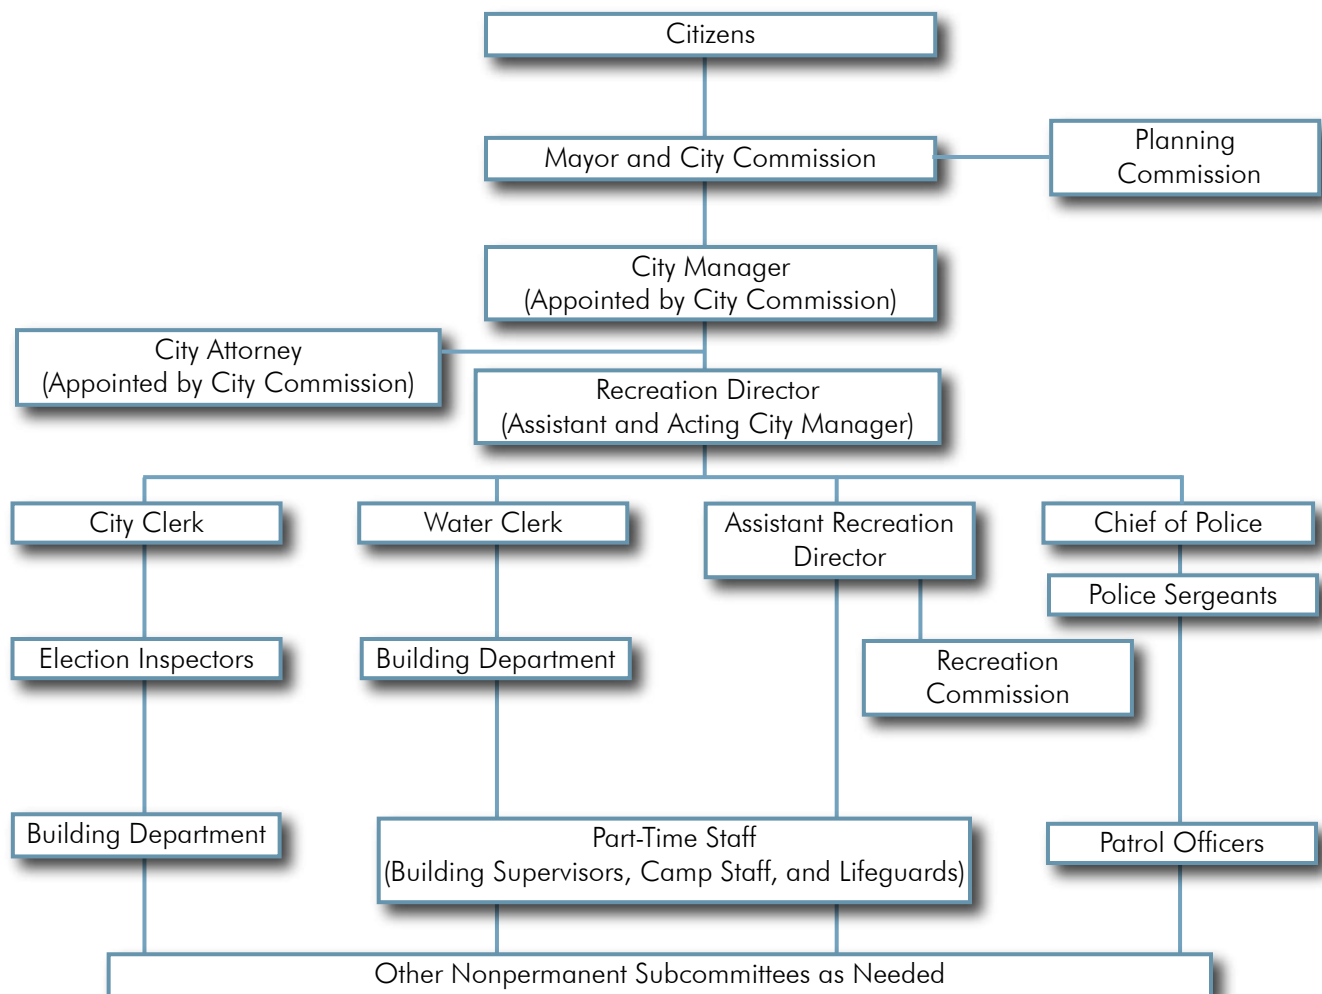 Citizens
Mayor and City Commission
Planning
Commission
City Manager
(Appointed by City Commission)
City Attorney
(Appointed by City Commission)
Recreation Director
(Assistant and Acting City Manager)
City Clerk
Water Clerk
Assistant Recreation
Director
Chief of Police
Police Sergeants
Election Inspectors
Building Department
Recreation
Commission
Building Department
Part-Time Staff
(Building Supervisors, Camp Staff, and Lifeguards)
Patrol Officers
Other Nonpermanent Subcommittees as Needed